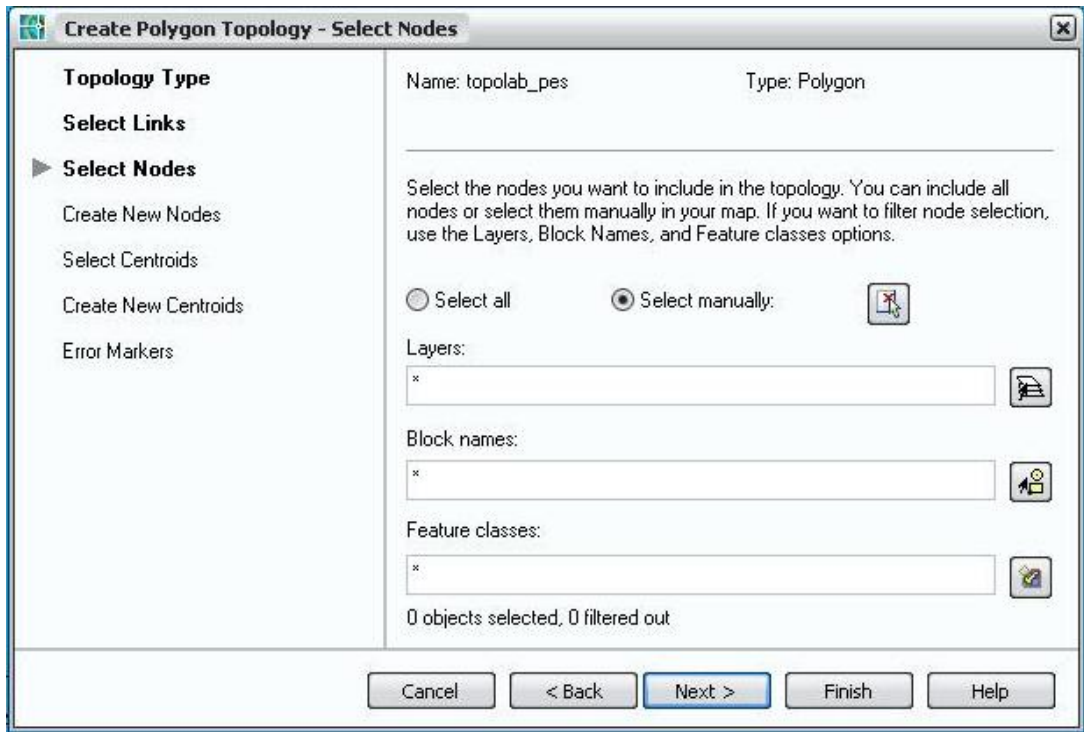 Create Polygon Topology - Select Nodes
Topology Type
Select Links
Select Nodes
Create New Nodes
Select Centroids
Create New Centroids
Error Markers
Name: topolab_pes
Type: Polygon
Select the nodes you want to include in the topology. You can include all
nodes or select them manually in your map. If you want to filter node selection,
use the Layers, Block Names, and Feature classes options.
Select all
Select manually:
Layers:
*
Block names:
*
Feature classes:
*
0 objects selected, 0 filtered out
Cancel
< Back
Next >
Finish
Help